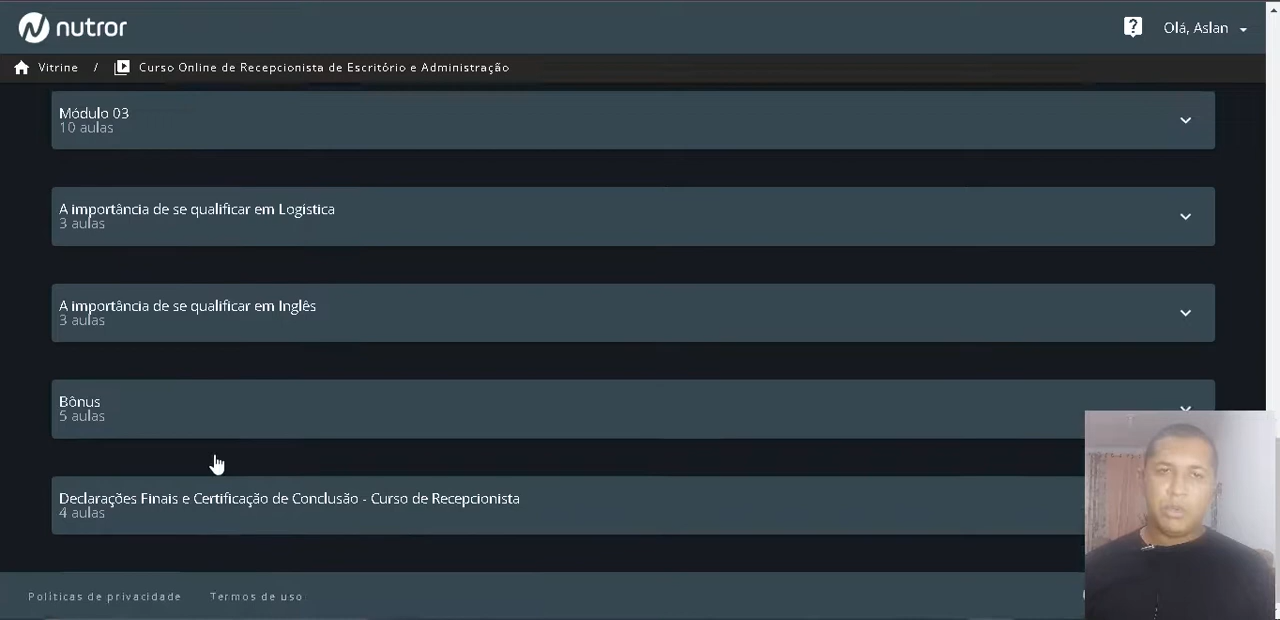 nutror
? Olá, Aslan
Vitrine / Curso Online de Recepcionista de Escritório e Administração
Módulo 03
10 aulas
A importância de se qualificar em Logística
3 aulas
A importância de se qualificar em Inglês
3 aulas
Bônus
5 aulas
Declarações Finais e Certificação de Conclusão - Curso de Recepcionista
4 aulas
Políticas de privacidade Termos de uso